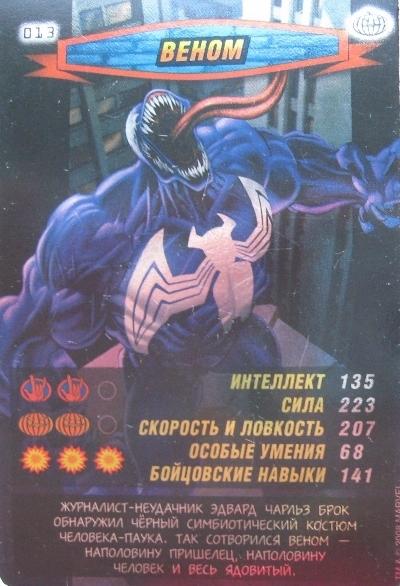 013
ВЕНОМ
ИНТЕЛЛЕКТ 135
СИЛА 223
СКОРОСТЬ И ЛОВКОСТЬ 207
ОСОБЫЕ УМЕНИЯ 68
БОЙЦОВСКИЕ НАВЫКИ 141
ЖУРНАЛИСТ-НЕУДАЧНИК ЭДВАРД ЧАРЛЬЗ БРОК
ОБНАРУЖИЛ ЧЁРНЫЙ СИМБИОТИЧЕСКИЙ КОСТЮМ
ЧЕЛОВЕКА-ПАУКА. ТАК СОТВОРИЛСЯ ВЕНОМ —
НАПОЛОВИНУ ПРИШЕЛЕЦ, НАПОЛОВИНУ
ЧЕЛОВЕК И ВЕСЬ ЯДОВИТЫЙ.
MARVEL